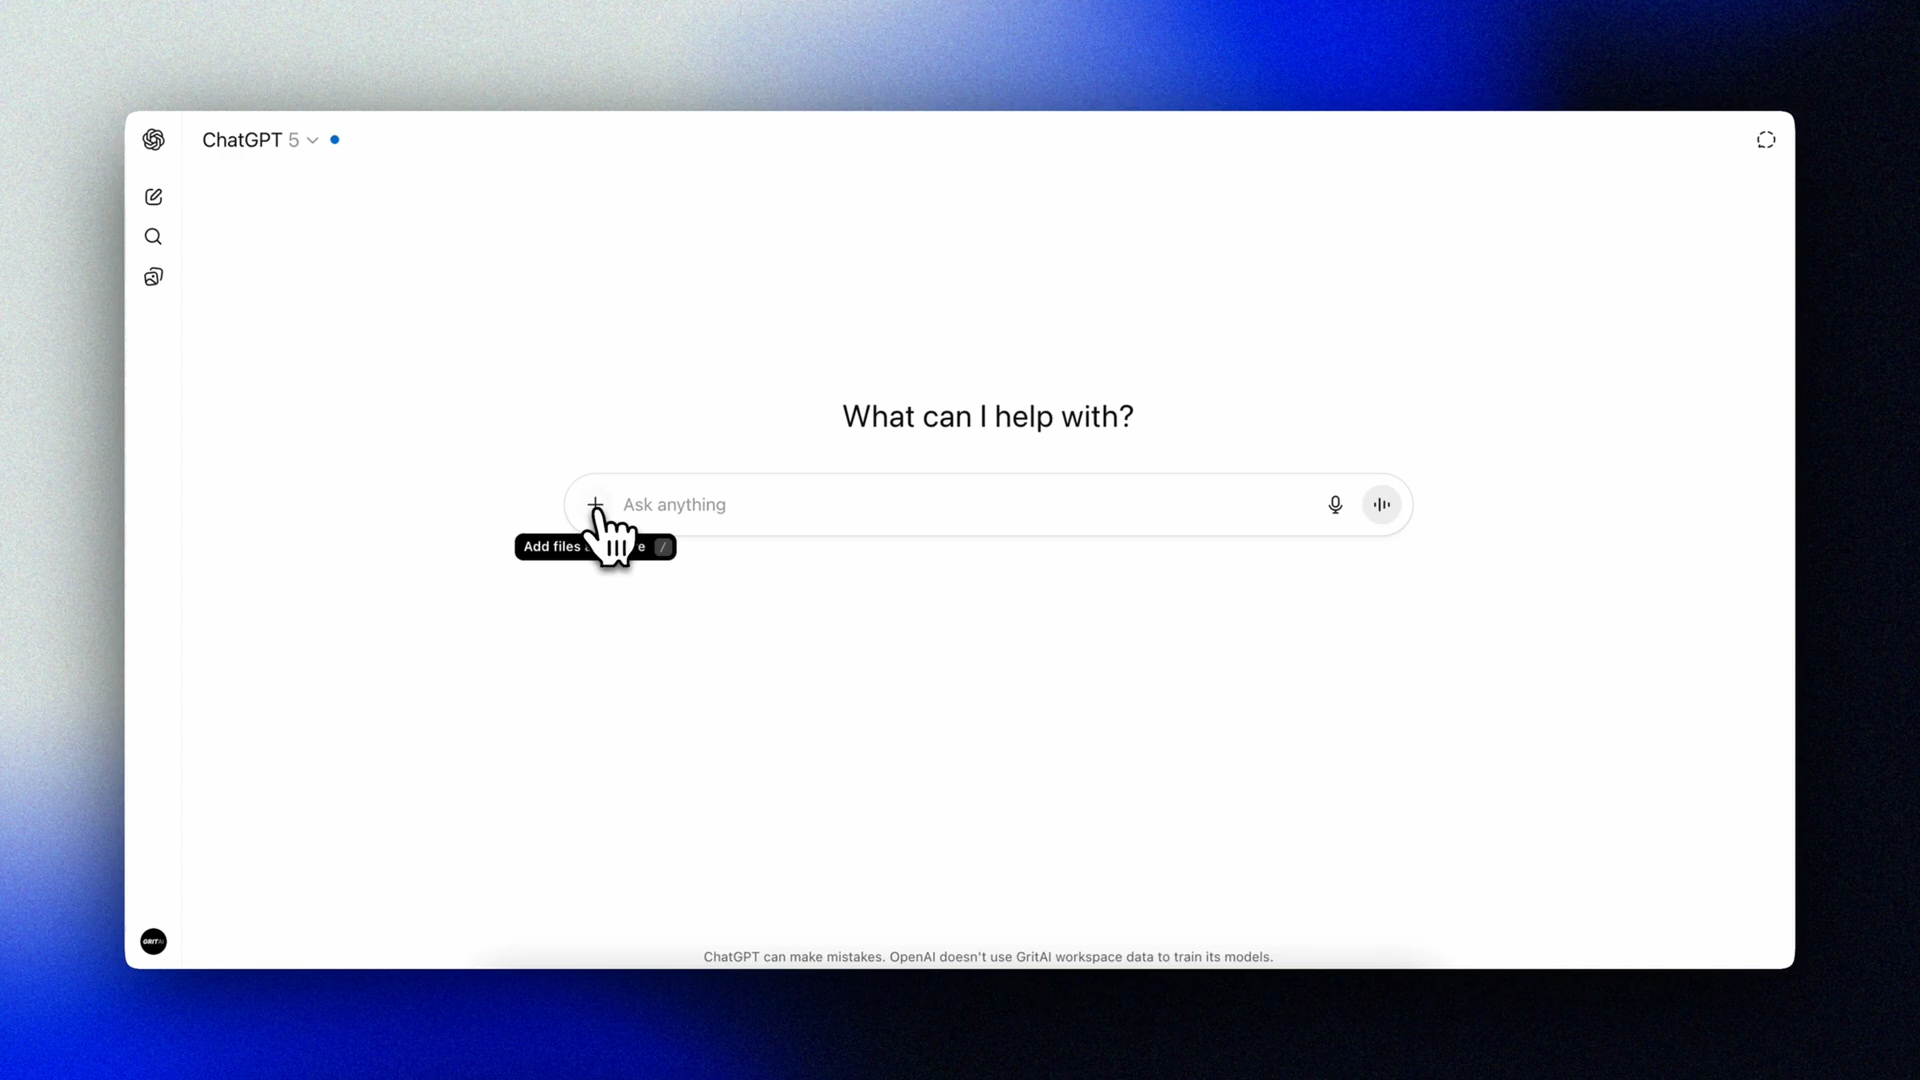 ChatGPT 5
What can I help with?
Ask anything
Add files
/
GRITAI
ChatGPT can make mistakes. OpenAI doesn't use GritAI workspace data to train its models.